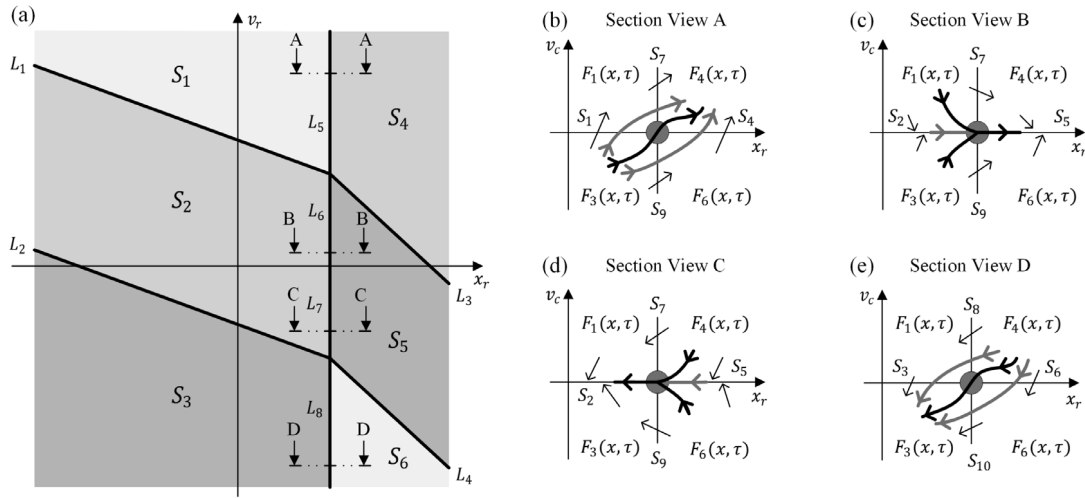 (a)
v_r
A A
L_1
S_1
L_5
S_4
S_2
L_6
B B
L_2
x_r
L_3
C L_7 C
S_5
S_3
L_8
D D
S_6
L_4
(b) Section View A
v_c
S_7
F_1(x, τ) F_4(x, τ)
S_1 S_4
x_r
F_3(x, τ) F_6(x, τ)
S_9
(c) Section View B
v_c
S_7
F_1(x, τ) F_4(x, τ)
S_2 S_5
x_r
F_3(x, τ) F_6(x, τ)
S_9
(d) Section View C
v_c
S_7
F_1(x, τ) F_4(x, τ)
S_5
S_2 x_r
F_3(x, τ) F_6(x, τ)
S_9
(e) Section View D
v_c
S_8
F_1(x, τ) F_4(x, τ)
S_3 S_6
x_r
F_3(x, τ) F_6(x, τ)
S_10